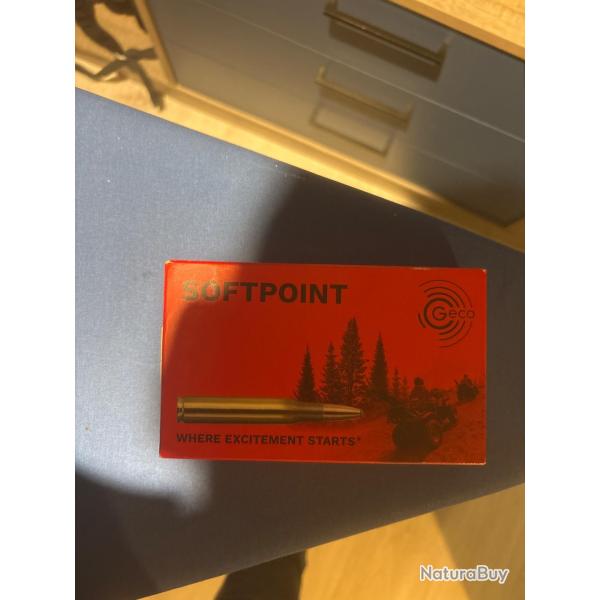 SOFTPOINT
Geco
WHERE EXCITEMENT STARTS*
NaturaBuy